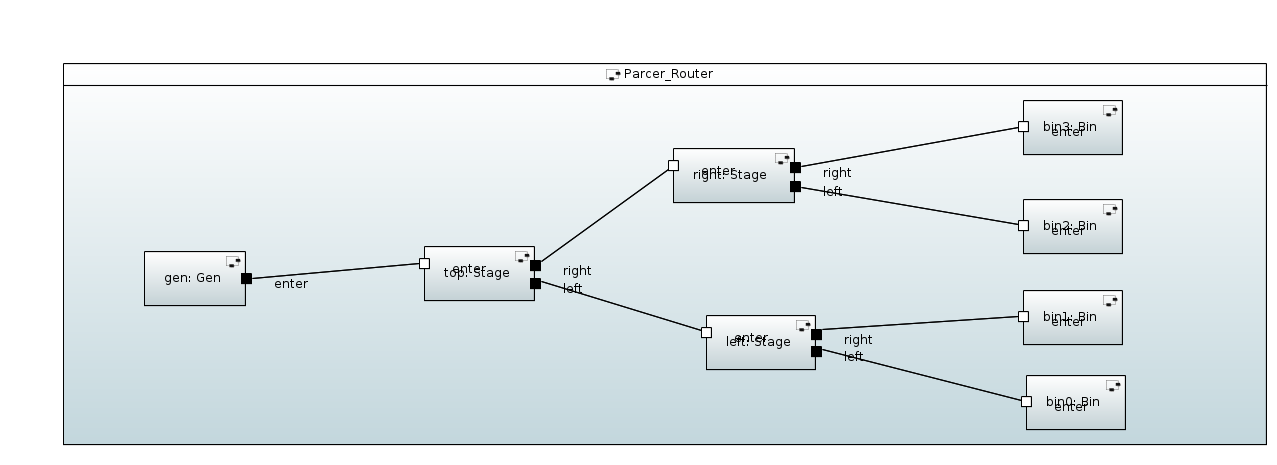 Parcer_Router
gen: Gen
enter
enter
top: Stage
right
left
enter
right: Stage
right
left
enter
left: Stage
right
left
bin3: Bin
enter
bin2: Bin
enter
bin1: Bin
enter
bin0: Bin
enter